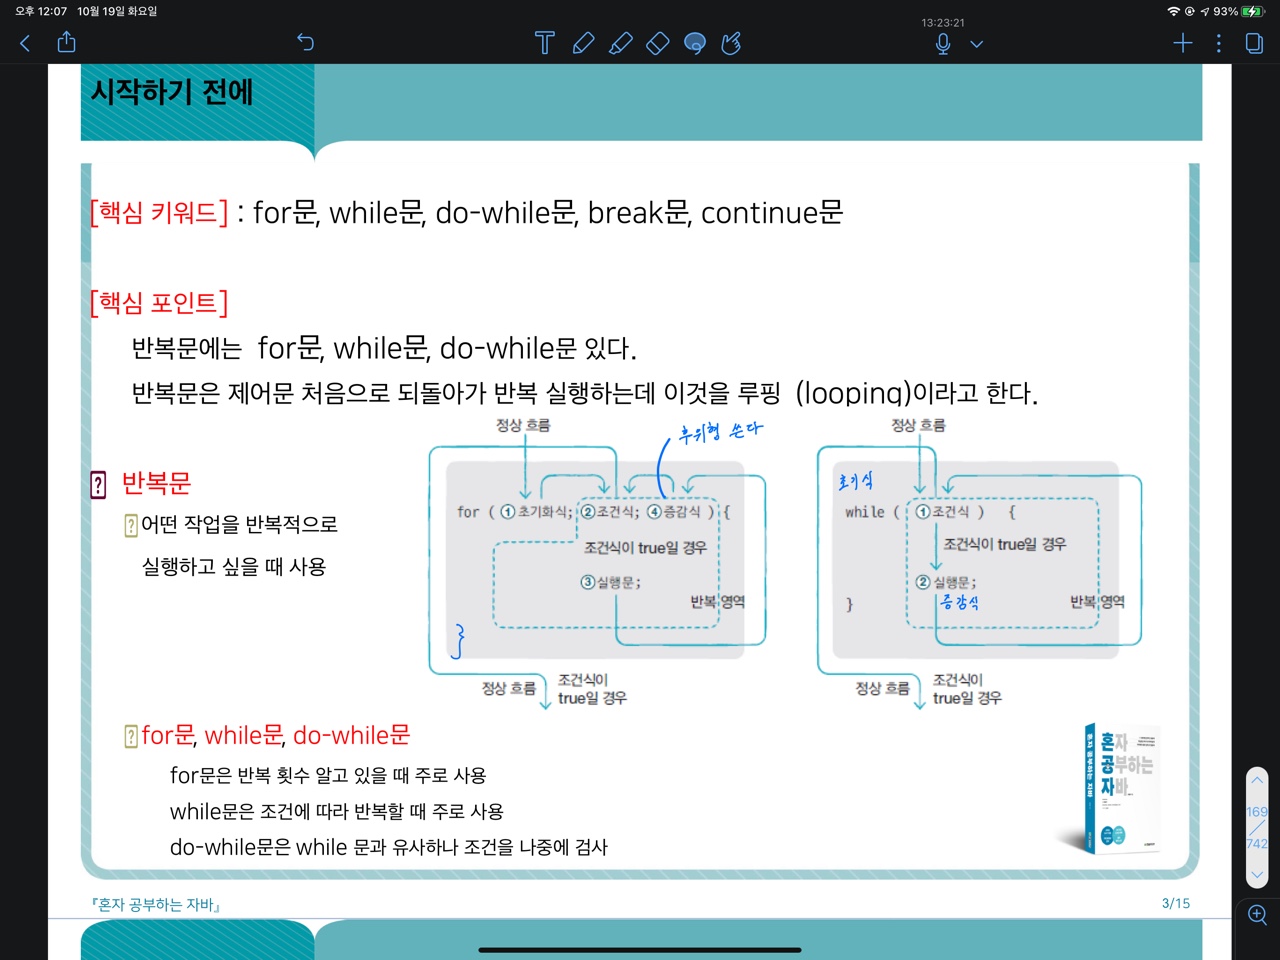 오후 12:07 10월 19일 화요일
93%
13:23:21
시작하기 전에
[핵심 키워드] : for문, while문, do-while문, break문, continue문
[핵심 포인트]
반복문에는 for문, while문, do-while문 있다.
반복문은 제어문 처음으로 되돌아가 반복 실행하는데 이것을 루핑 (looping)이라고 한다.
반복문
어떤 작업을 반복적으로
실행하고 싶을 때 사용
정상 흐름
후위형 쓴다
for ( ①초기화식; ②조건식; ④증감식 ) {
조건식이 true일 경우
③실행문;
반복 영역
}
정상 흐름
조건식이
true일 경우
정상 흐름
초기식
while ( ①조건식 ) {
조건식이 true일 경우
②실행문;
증감식
반복 영역
}
정상 흐름
조건식이
true일 경우
for문, while문, do-while문
for문은 반복 횟수 알고 있을 때 주로 사용
while문은 조건에 따라 반복할 때 주로 사용
do-while문은 while 문과 유사하나 조건을 나중에 검사
혼자 공부하는 자바
혼자
공부하는
자바
『혼자 공부하는 자바』
3/15
169
742